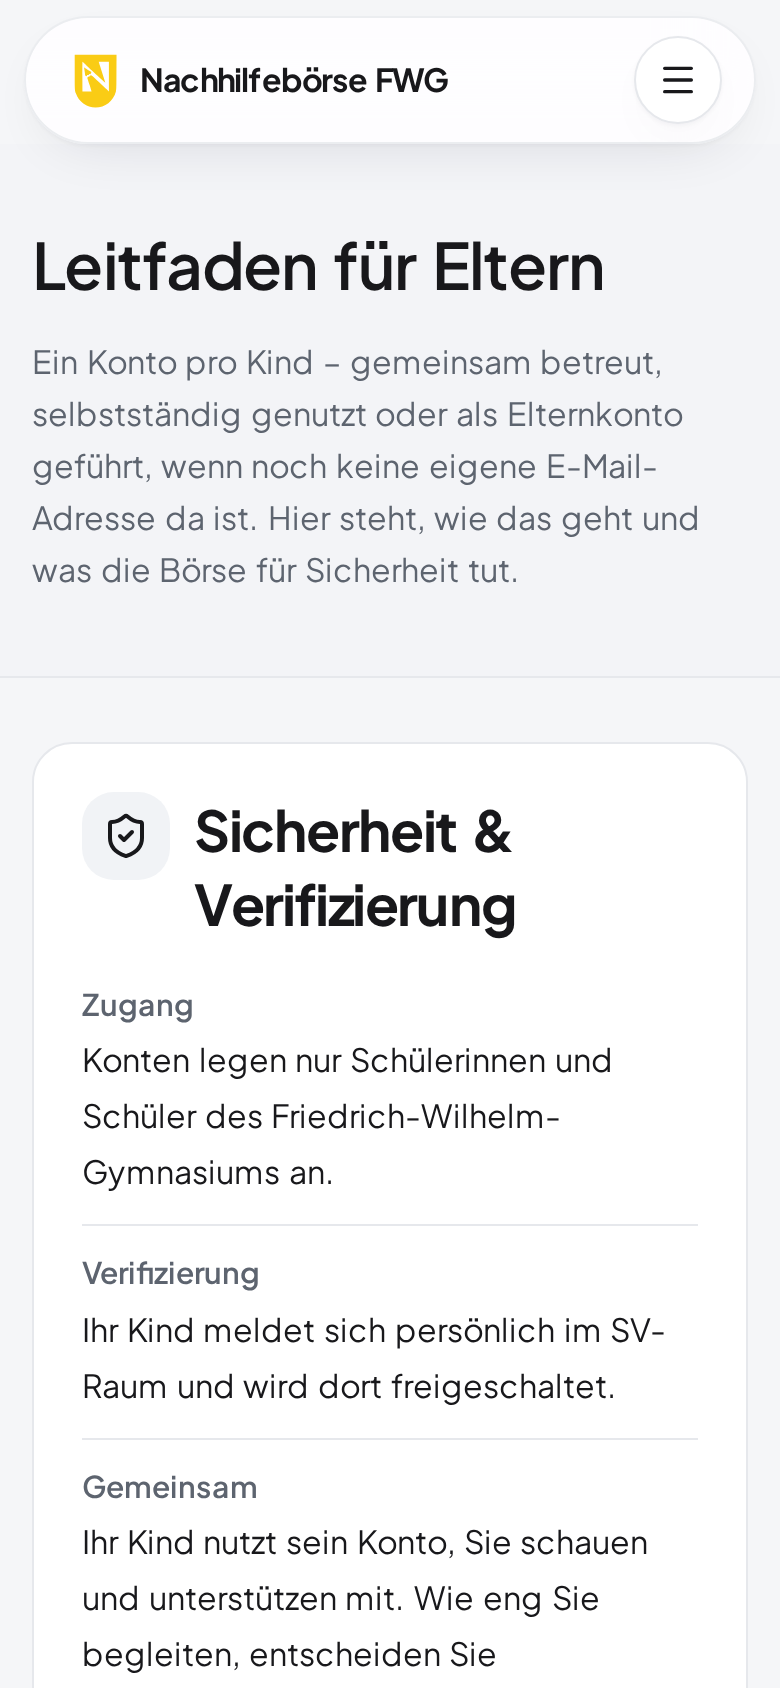 Nachhilfebörse FWG
Leitfaden für Eltern
Ein Konto pro Kind – gemeinsam betreut,
selbstständig genutzt oder als Elternkonto
geführt, wenn noch keine eigene E-Mail-
Adresse da ist. Hier steht, wie das geht und
was die Börse für Sicherheit tut.
Sicherheit &
Verifizierung
Zugang
Konten legen nur Schülerinnen und
Schüler des Friedrich-Wilhelm-
Gymnasiums an.
Verifizierung
Ihr Kind meldet sich persönlich im SV-
Raum und wird dort freigeschaltet.
Gemeinsam
Ihr Kind nutzt sein Konto, Sie schauen
und unterstützen mit. Wie eng Sie
begleiten, entscheiden Sie